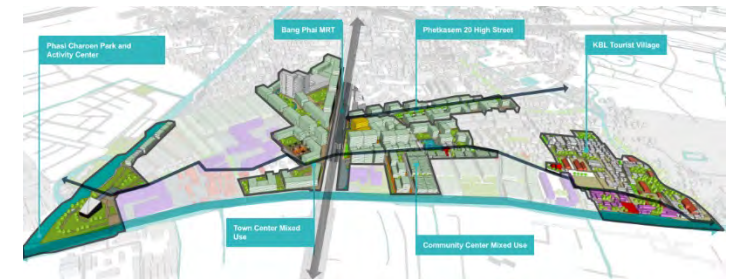 Bang Phai MRT
Phetkasem 20 High Street
Phasi Charoen Park and
Activity Center
KBL Tourist Village
Town Center Mixed
Use
Community Center Mixed Use